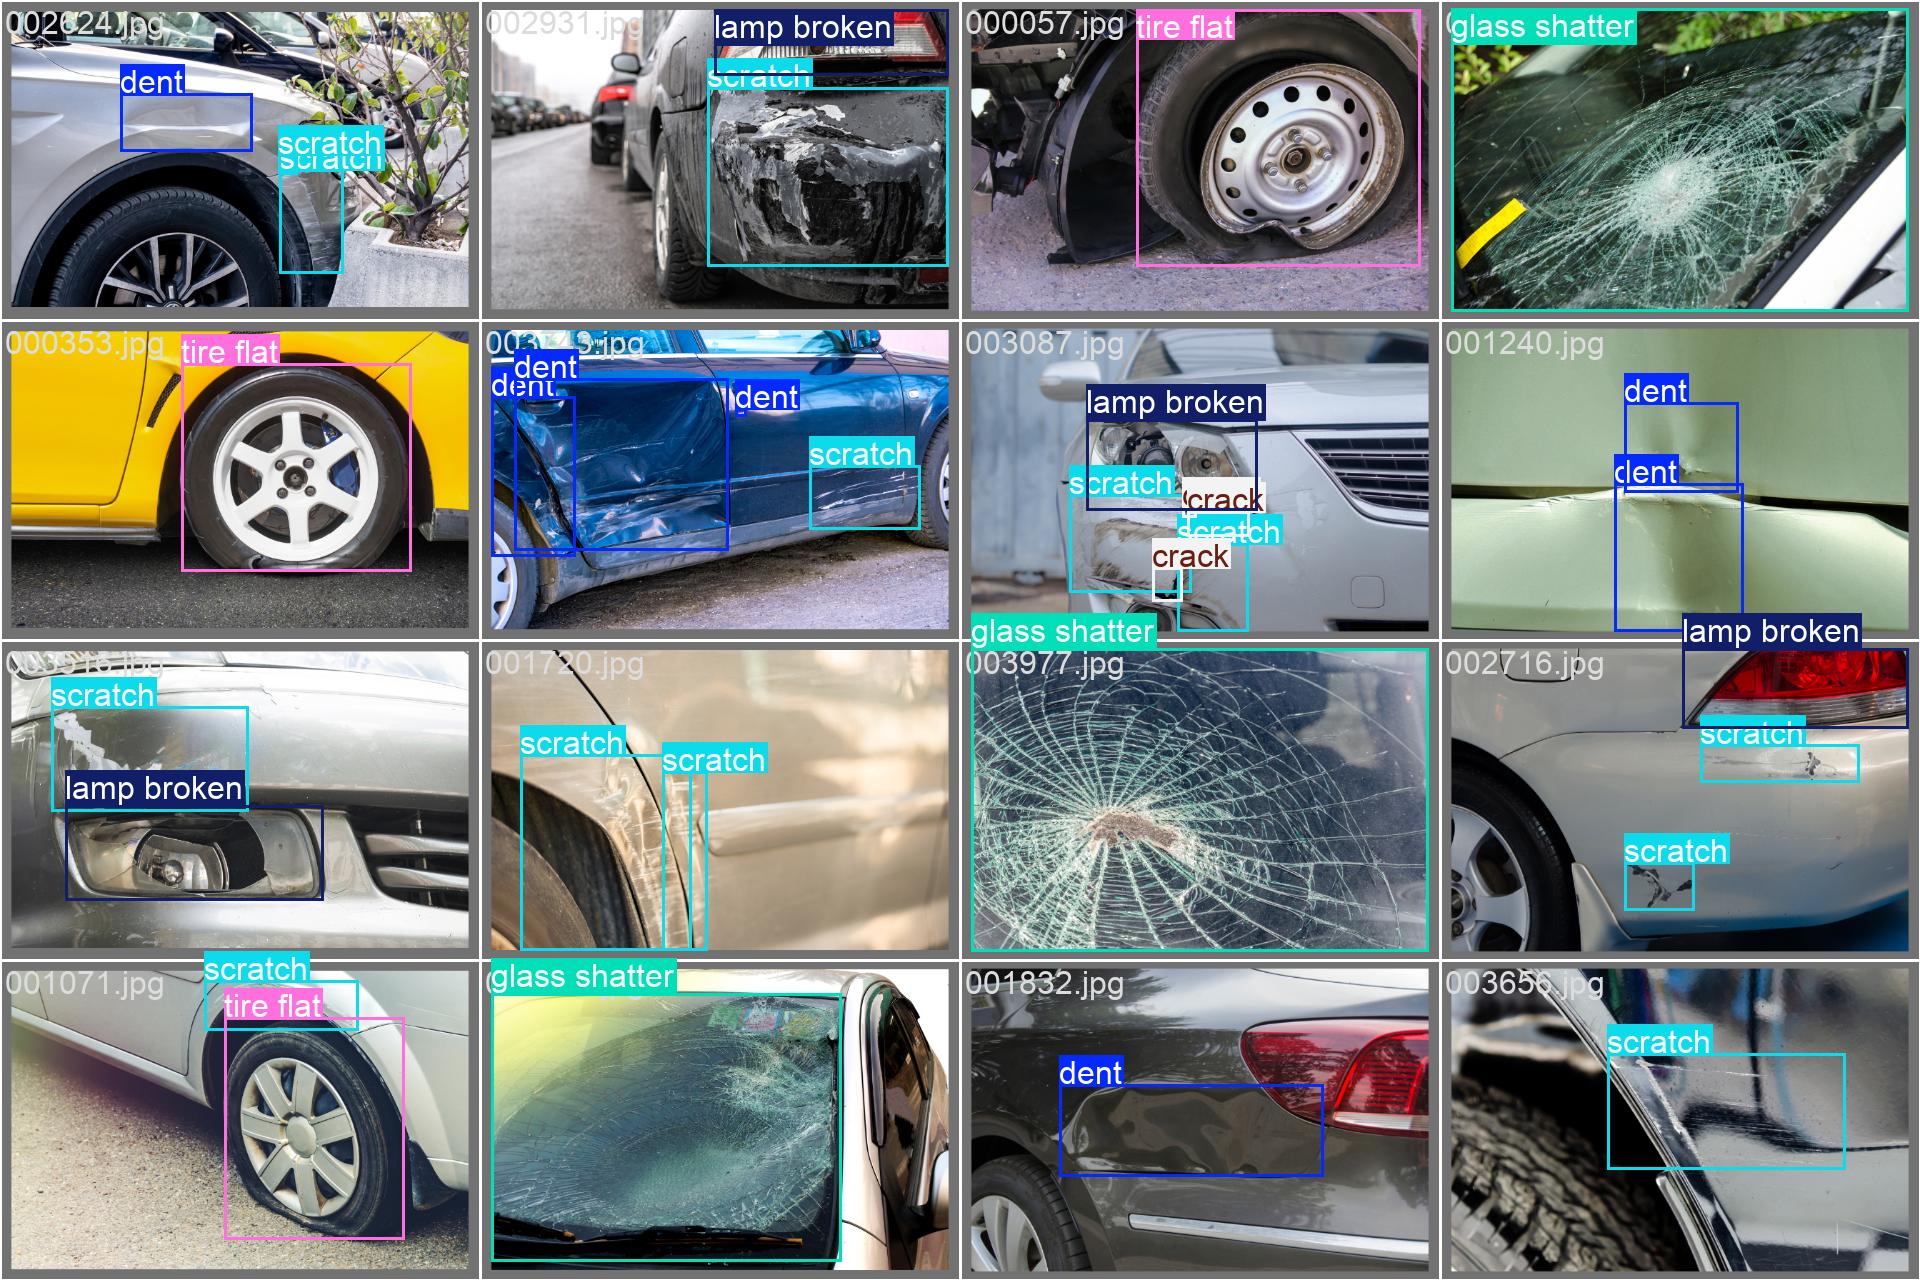 002624.jpg
dent
scratch
scratch
002931.jpg
lamp broken
scratch
000057.jpg
tire flat
glass shatter
000353.jpg
tire flat
dent
dent
dent
scratch
003087.jpg
lamp broken
scratch
crack
scratch
crack
001240.jpg
dent
dent
scratch
lamp broken
001720.jpg
scratch
scratch
glass shatter
003977.jpg
lamp broken
002716.jpg
scratch
scratch
001071.jpg
scratch
tire flat
glass shatter
001832.jpg
dent
003656.jpg
scratch